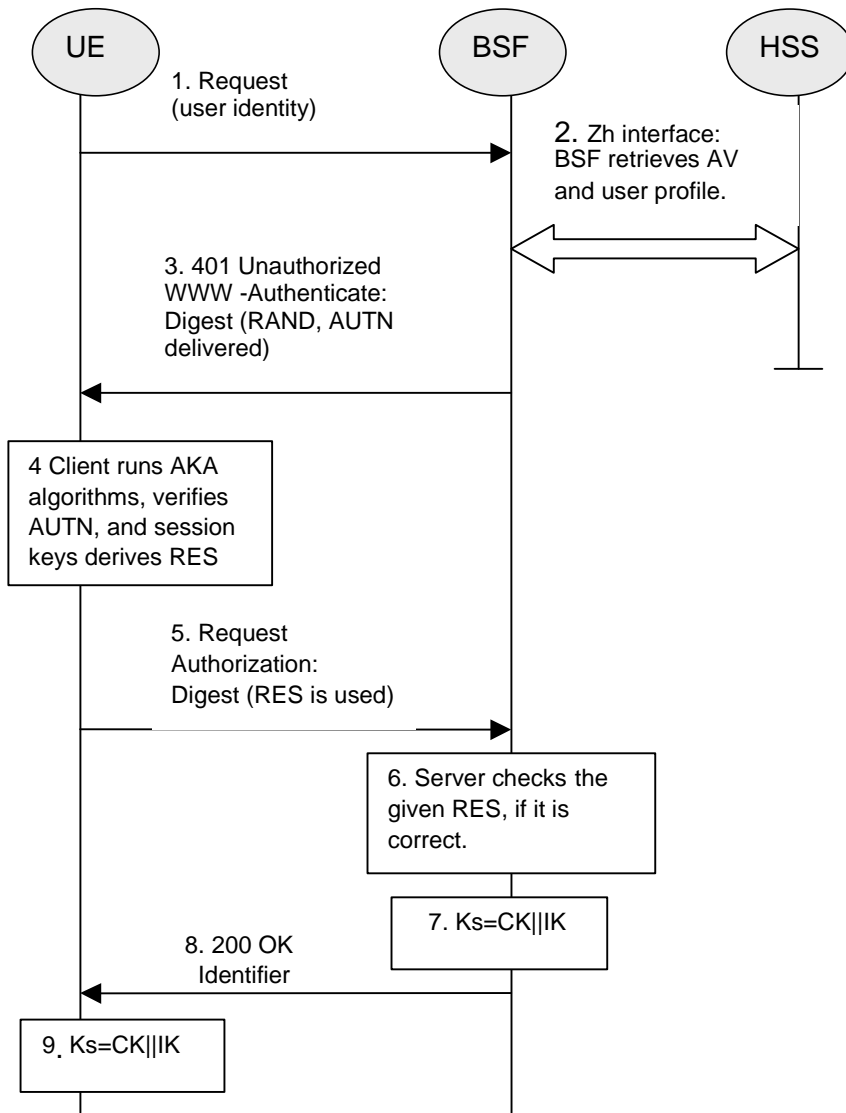 UE
BSF
HSS
1. Request
(user identity)
2. Zh interface:
BSF retrieves AV
and user profile.
3. 401 Unauthorized
WWW -Authenticate:
Digest (RAND, AUTN
delivered)
4 Client runs AKA
algorithms, verifies
AUTN, and session
keys derives RES
5. Request
Authorization:
Digest (RES is used)
6. Server checks the
given RES, if it is
correct.
7. Ks=CK||IK
8. 200 OK
Identifier
9. Ks=CK||IK